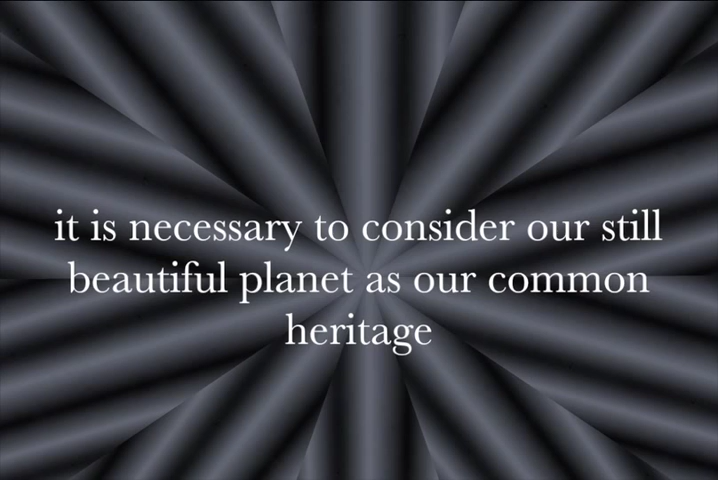 it is necessary to consider our still
beautiful planet as our common
heritage